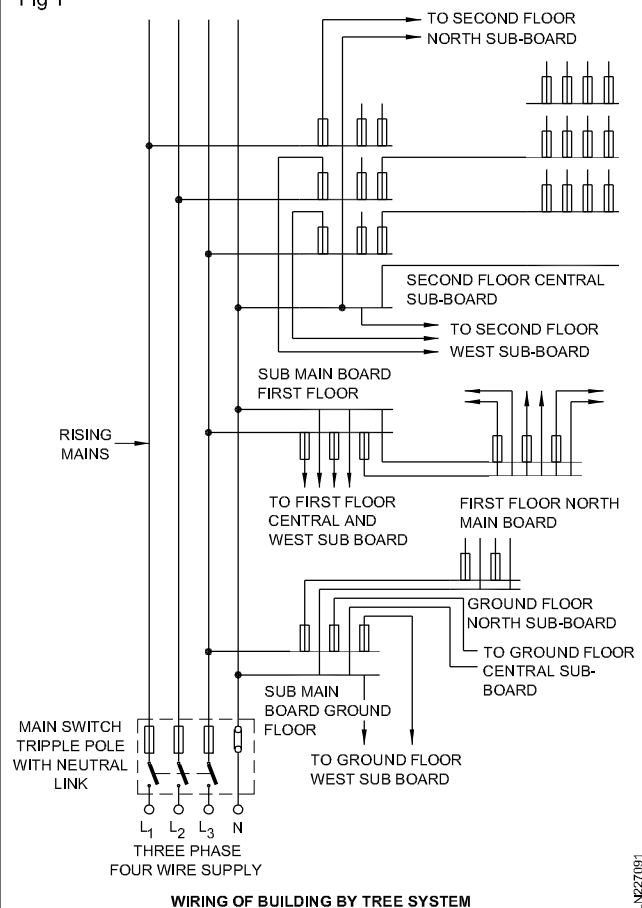 Fig 1
TO SECOND FLOOR
NORTH SUB-BOARD
SECOND FLOOR CENTRAL
SUB-BOARD
TO SECOND FLOOR
WEST SUB-BOARD
SUB MAIN BOARD
FIRST FLOOR
RISING
MAINS
TO FIRST FLOOR
CENTRAL AND
WEST SUB BOARD
FIRST FLOOR NORTH
MAIN BOARD
GROUND FLOOR
NORTH SUB-BOARD
TO GROUND FLOOR
CENTRAL SUB-
BOARD
SUB MAIN
BOARD GROUND
FLOOR
TO GROUND FLOOR
WEST SUB BOARD
MAIN SWITCH
TRIPPLE POLE
WITH NEUTRAL
LINK
L1 L2 L3 N
THREE PHASE
FOUR WIRE SUPPLY
WIRING OF BUILDING BY TREE SYSTEM